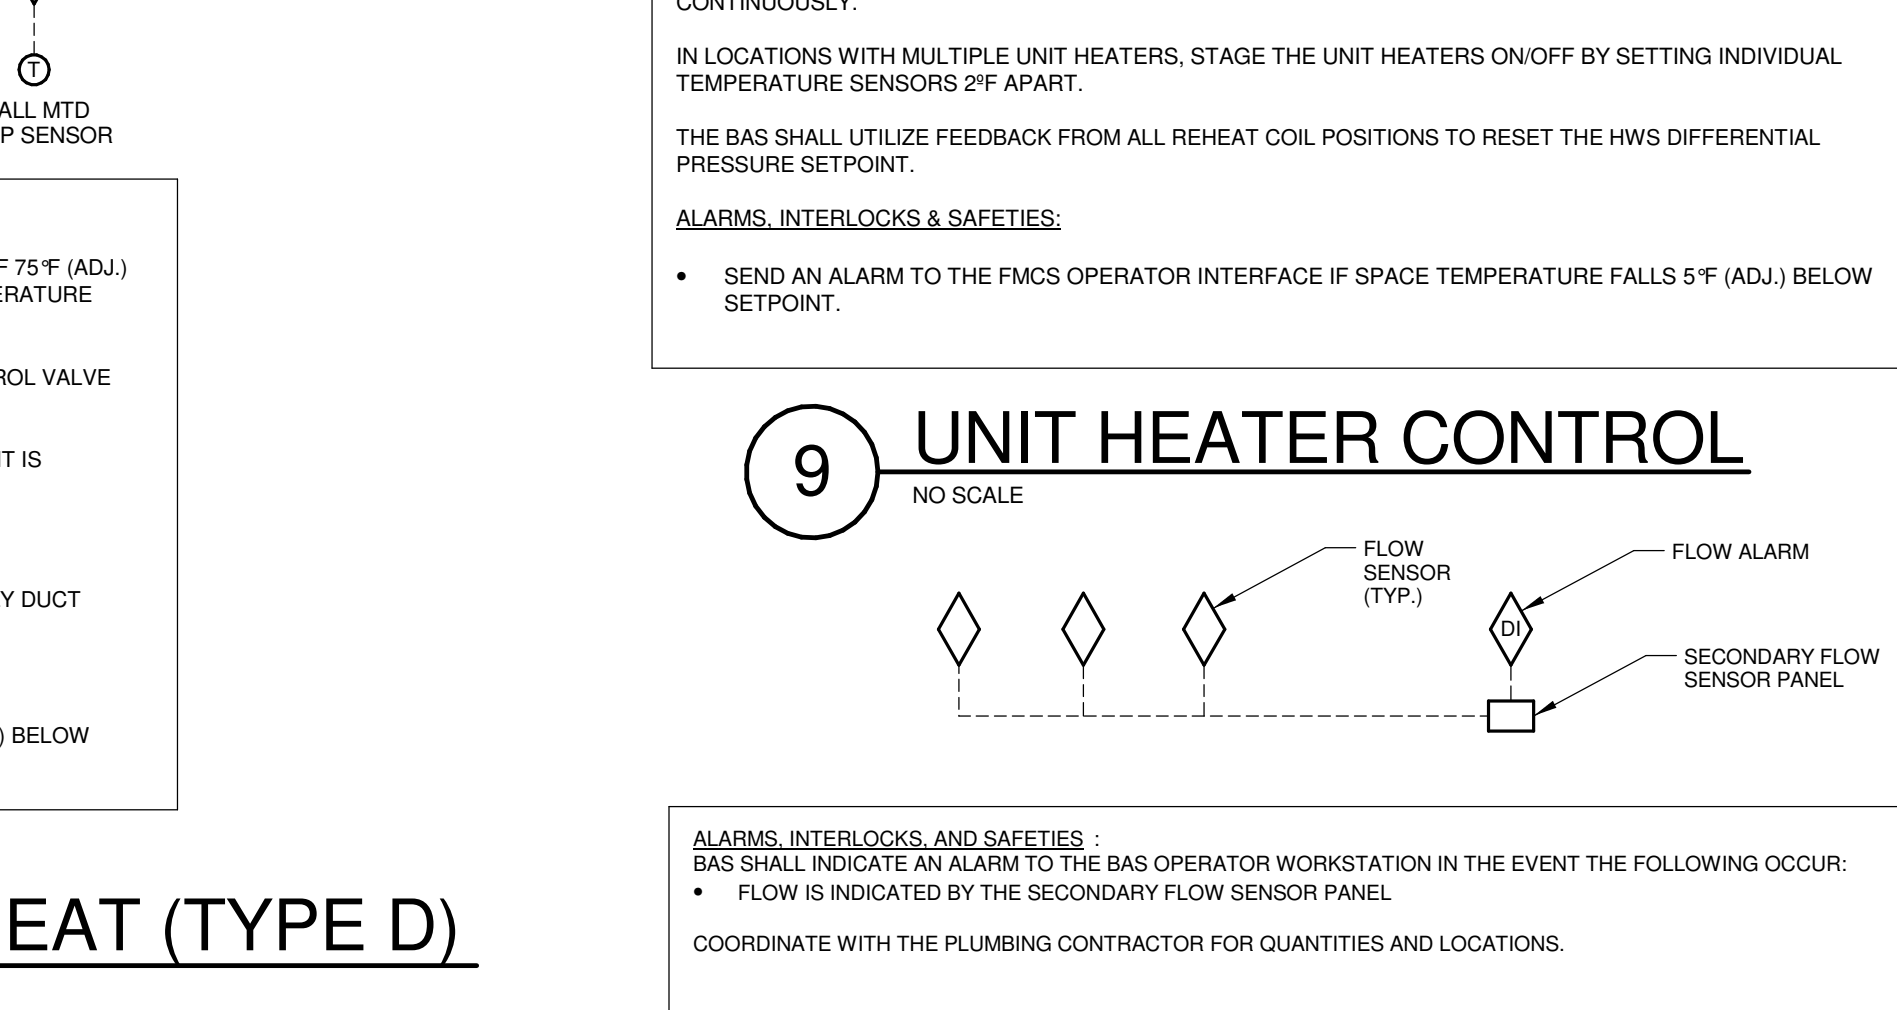 T
ALL MTD
P SENSOR
F 75°F (ADJ.)
ERATURE
ROL VALVE
T IS
Y DUCT
) BELOW
EAT (TYPE D)
CONTINUOUSLY.
IN LOCATIONS WITH MULTIPLE UNIT HEATERS, STAGE THE UNIT HEATERS ON/OFF BY SETTING INDIVIDUAL
TEMPERATURE SENSORS 2ºF APART.
THE BAS SHALL UTILIZE FEEDBACK FROM ALL REHEAT COIL POSITIONS TO RESET THE HWS DIFFERENTIAL
PRESSURE SETPOINT.
ALARMS, INTERLOCKS & SAFETIES:
• SEND AN ALARM TO THE FMCS OPERATOR INTERFACE IF SPACE TEMPERATURE FALLS 5°F (ADJ.) BELOW
SETPOINT.
9
UNIT HEATER CONTROL
NO SCALE
FLOW
SENSOR
(TYP.)
FLOW ALARM
DI
SECONDARY FLOW
SENSOR PANEL
ALARMS, INTERLOCKS, AND SAFETIES :
BAS SHALL INDICATE AN ALARM TO THE BAS OPERATOR WORKSTATION IN THE EVENT THE FOLLOWING OCCUR:
• FLOW IS INDICATED BY THE SECONDARY FLOW SENSOR PANEL
COORDINATE WITH THE PLUMBING CONTRACTOR FOR QUANTITIES AND LOCATIONS.